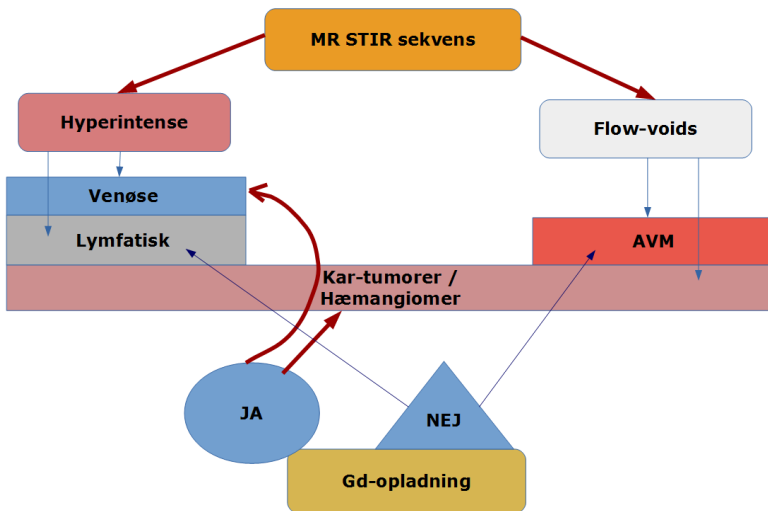 MR STIR sekvens
Hyperintense
Flow-voids
Venøse
Lymfatisk
AVM
Kar-tumorer /
Hæmangiomer
JA
NEJ
Gd-opladning